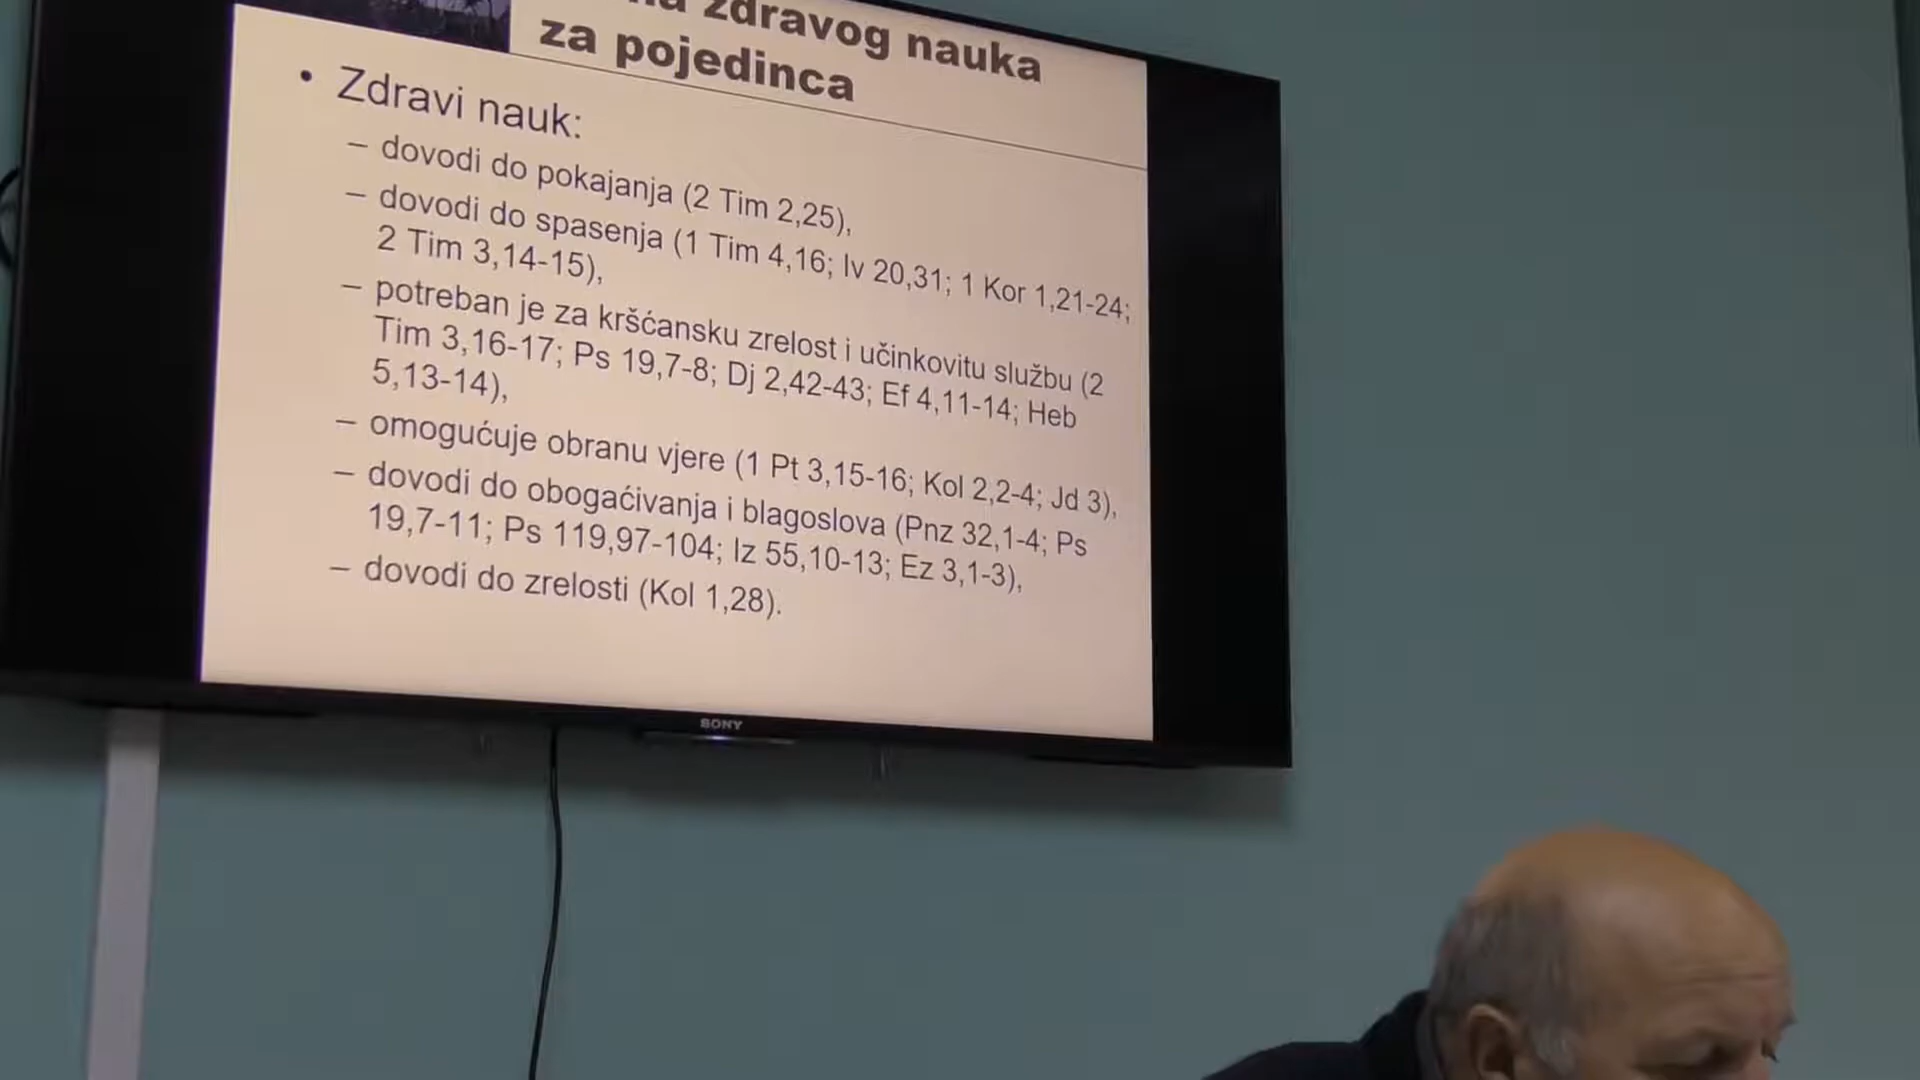 zdravog nauka
za pojedinca
• Zdravi nauk:
– dovodi do pokajanja (2 Tim 2,25),
– dovodi do spasenja (1 Tim 4,16; Iv 20,31; 1 Kor 1,21-24;
2 Tim 3,14-15),
– potreban je za kršćansku zrelost i učinkovitu službu (2
Tim 3,16-17; Ps 19,7-8; Dj 2,42-43; Ef 4,11-14; Heb
5,13-14),
– omogućuje obranu vjere (1 Pt 3,15-16; Kol 2,2-4; Jd 3),
– dovodi do obogaćivanja i blagoslova (Pnz 32,1-4; Ps
19,7-11; Ps 119,97-104; Iz 55,10-13; Ez 3,1-3),
– dovodi do zrelosti (Kol 1,28).
SONY